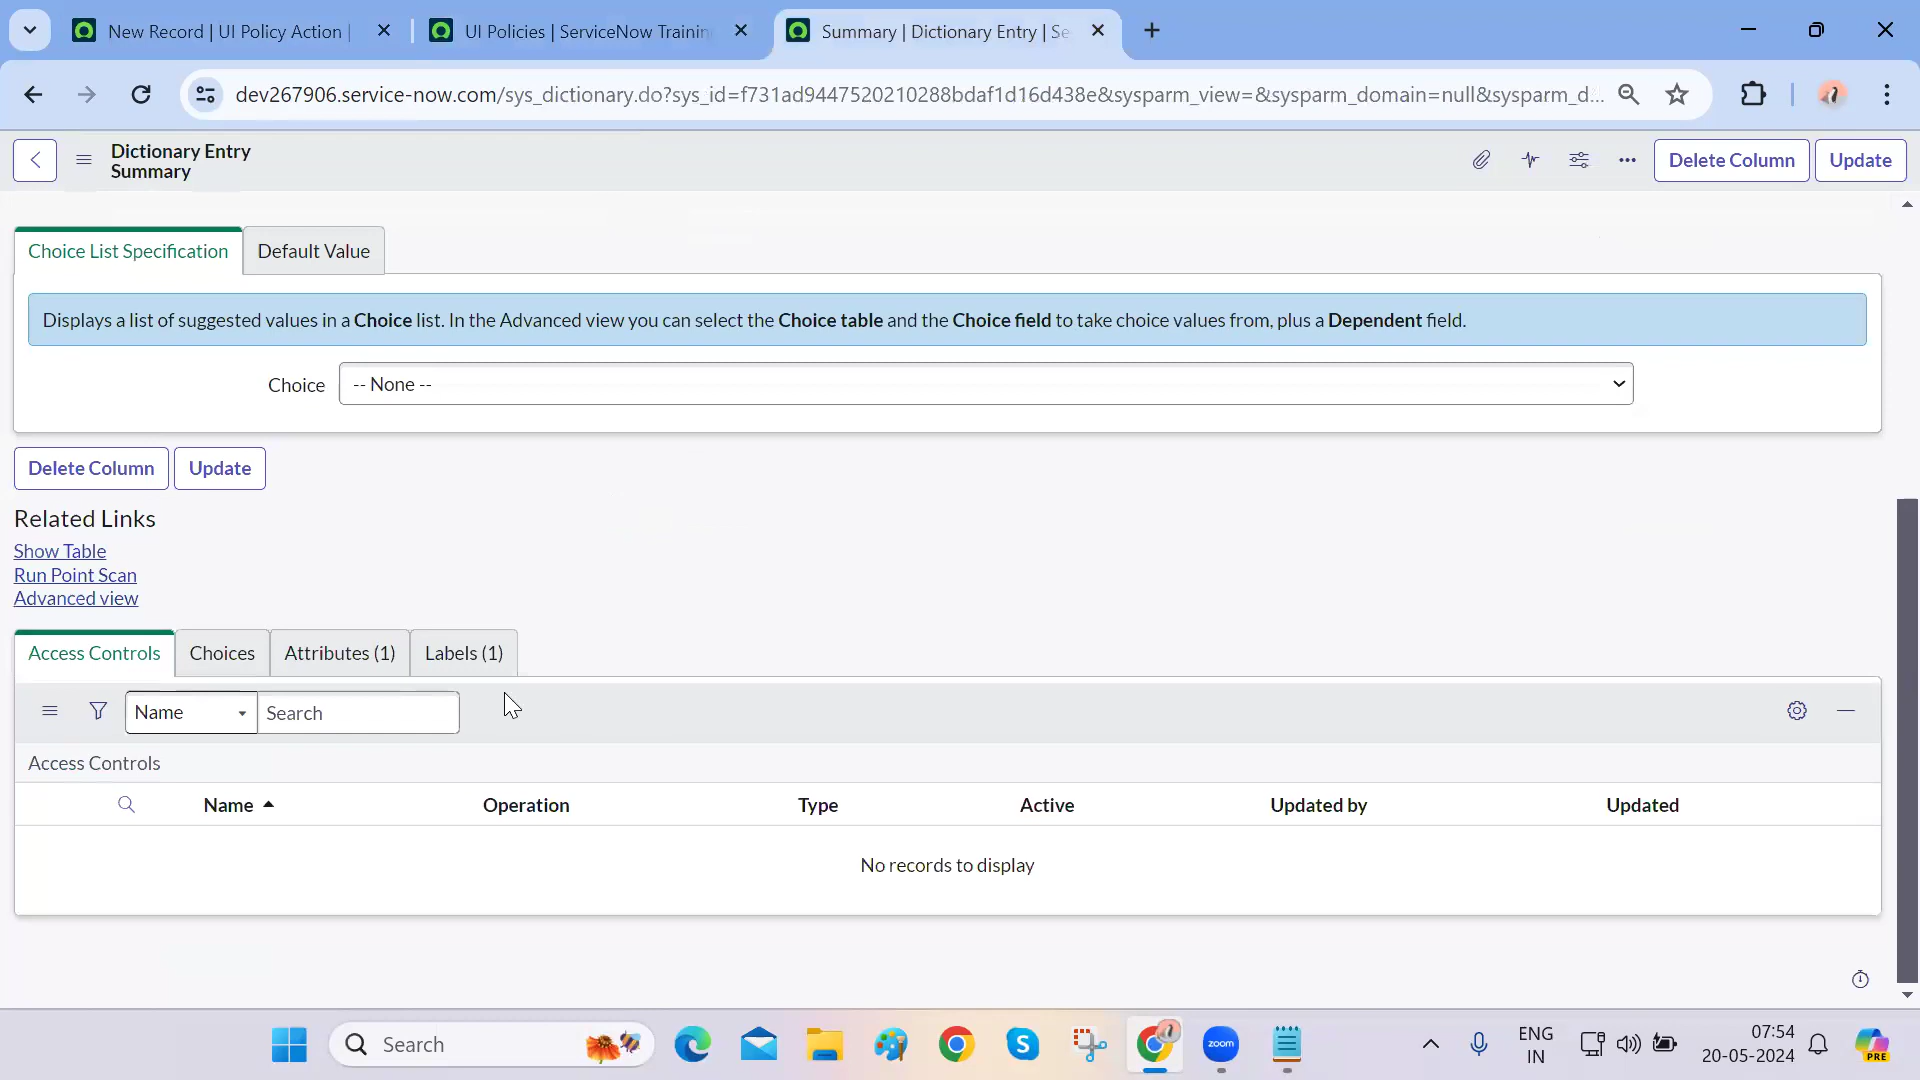 New Record | UI Policy Action |
UI Policies | ServiceNow Trainin
Summary | Dictionary Entry | Se
dev267906.service-now.com/sys_dictionary.do?sys_id=f731ad9447520210288bdaf1d16d438e&sysparm_view=&sysparm_domain=null&sysparm_d...
Dictionary Entry
Summary
Delete Column
Update
Choice List Specification
Default Value
Displays a list of suggested values in a Choice list. In the Advanced view you can select the Choice table and the Choice field to take choice values from, plus a Dependent field.
Choice
-- None --
Delete Column
Update
Related Links
Show Table
Run Point Scan
Advanced view
Access Controls
Choices
Attributes (1)
Labels (1)
Name
Search
Access Controls
Name
Operation
Type
Active
Updated by
Updated
No records to display
Search
zoom
ENG
IN
07:54
20-05-2024
PRE